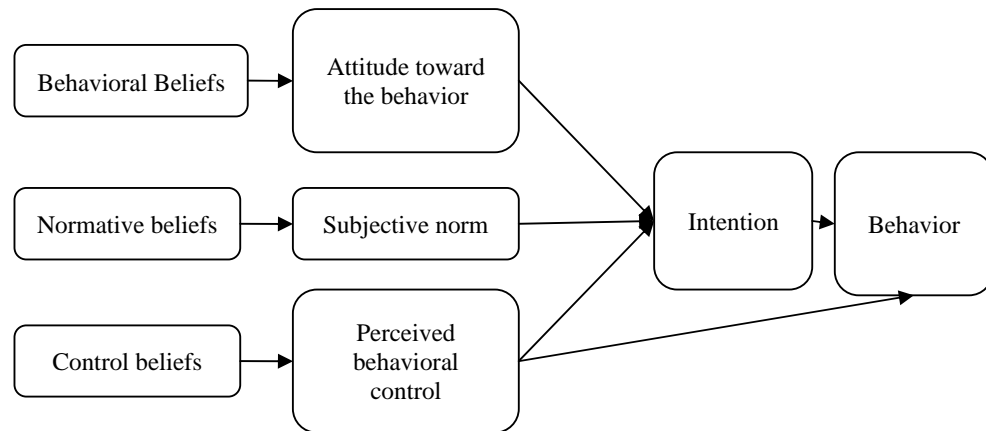 Behavioral Beliefs
Attitude toward
the behavior
Normative beliefs
Subjective norm
Intention
Behavior
Control beliefs
Perceived
behavioral
control